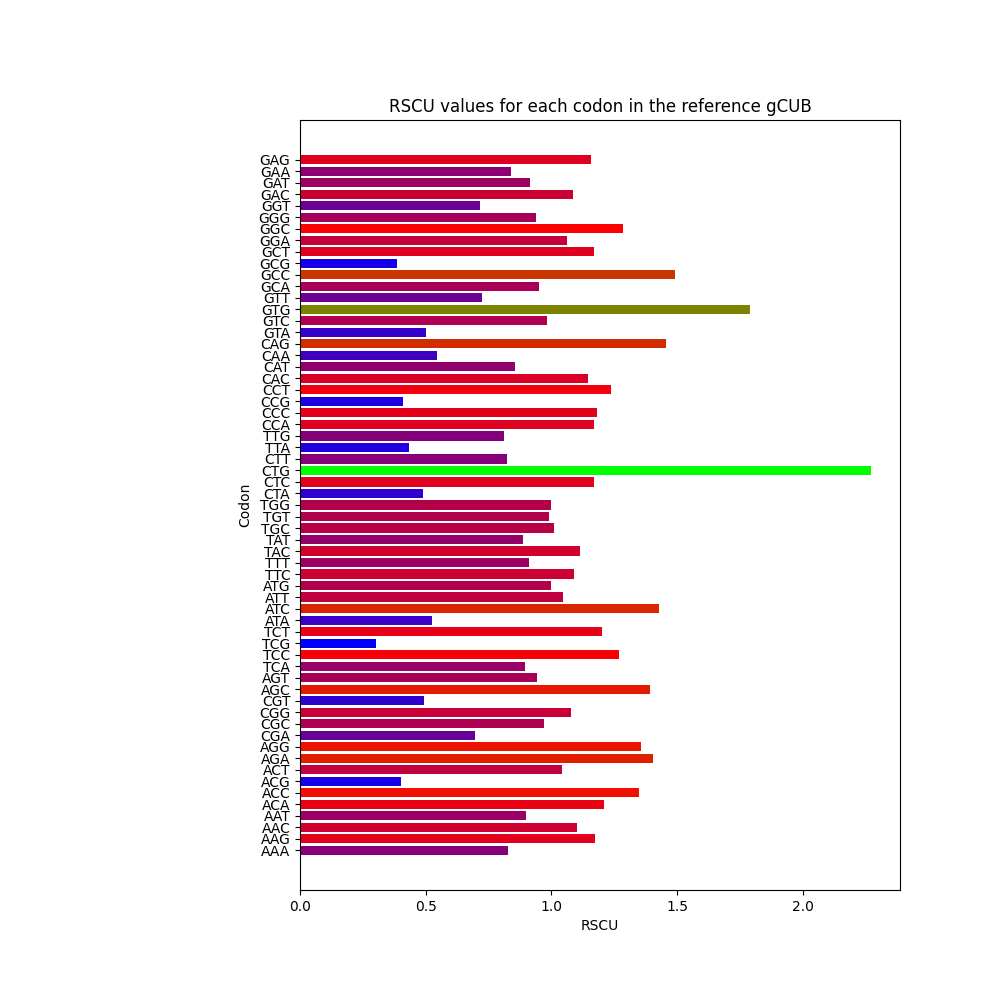 RSCU values for each codon in the reference gCUB
GAG
GAA
GAT
GAC
GGT
GGG
GGC
GGA
GCT
GCG
GCC
GCA
GTT
GTG
GTC
GTA
CAG
CAA
CAT
CAC
CCT
CCG
CCC
CCA
TTG
TTA
CTT
CTG
CTC
CTA
TGG
TGT
TGC
TAT
TAC
TTT
TTC
ATG
ATT
ATC
ATA
TCT
TCG
TCC
TCA
AGT
AGC
CGT
CGG
CGC
CGA
AGG
AGA
ACT
ACG
ACC
ACA
AAT
AAC
AAG
AAA
Codon
0.0 0.5 1.0 1.5 2.0
RSCU